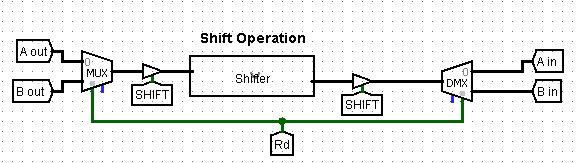 Shift Operation
A out
B out
0
MUX
SHIFT
Shifter
SHIFT
0
DMX
A in
B in
Rd